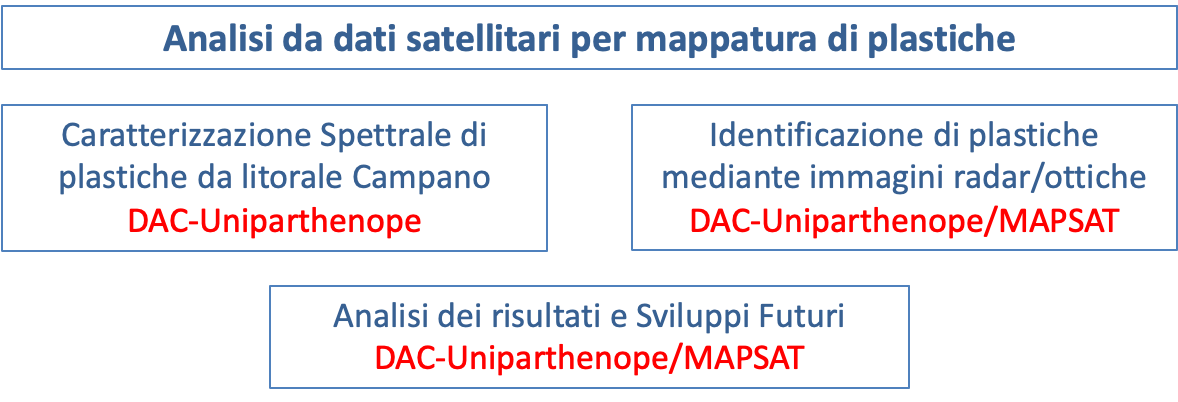 Analisi da dati satellitari per mappatura di plastiche
Caratterizzazione Spettrale di
plastiche da litorale Campano
DAC-Uniparthenope
Identificazione di plastiche
mediante immagini radar/ottiche
DAC-Uniparthenope/MAPSAT
Analisi dei risultati e Sviluppi Futuri
DAC-Uniparthenope/MAPSAT